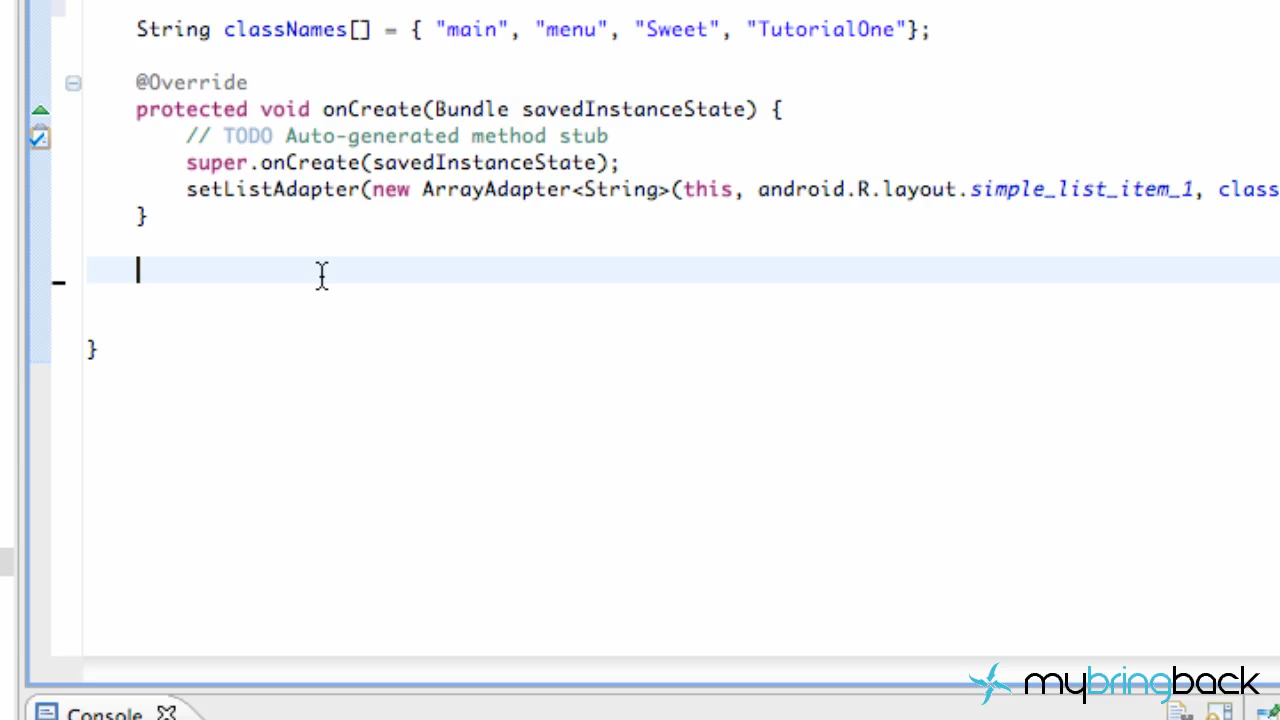 String classNames[] = { "main", "menu", "Sweet", "TutorialOne"};
@Override
protected void onCreate(Bundle savedInstanceState) {
// TODO Auto-generated method stub
super.onCreate(savedInstanceState);
setListAdapter(new ArrayAdapter<String>(this, android.R.layout.simple_list_item_1, class
}
}
mybringback
Console